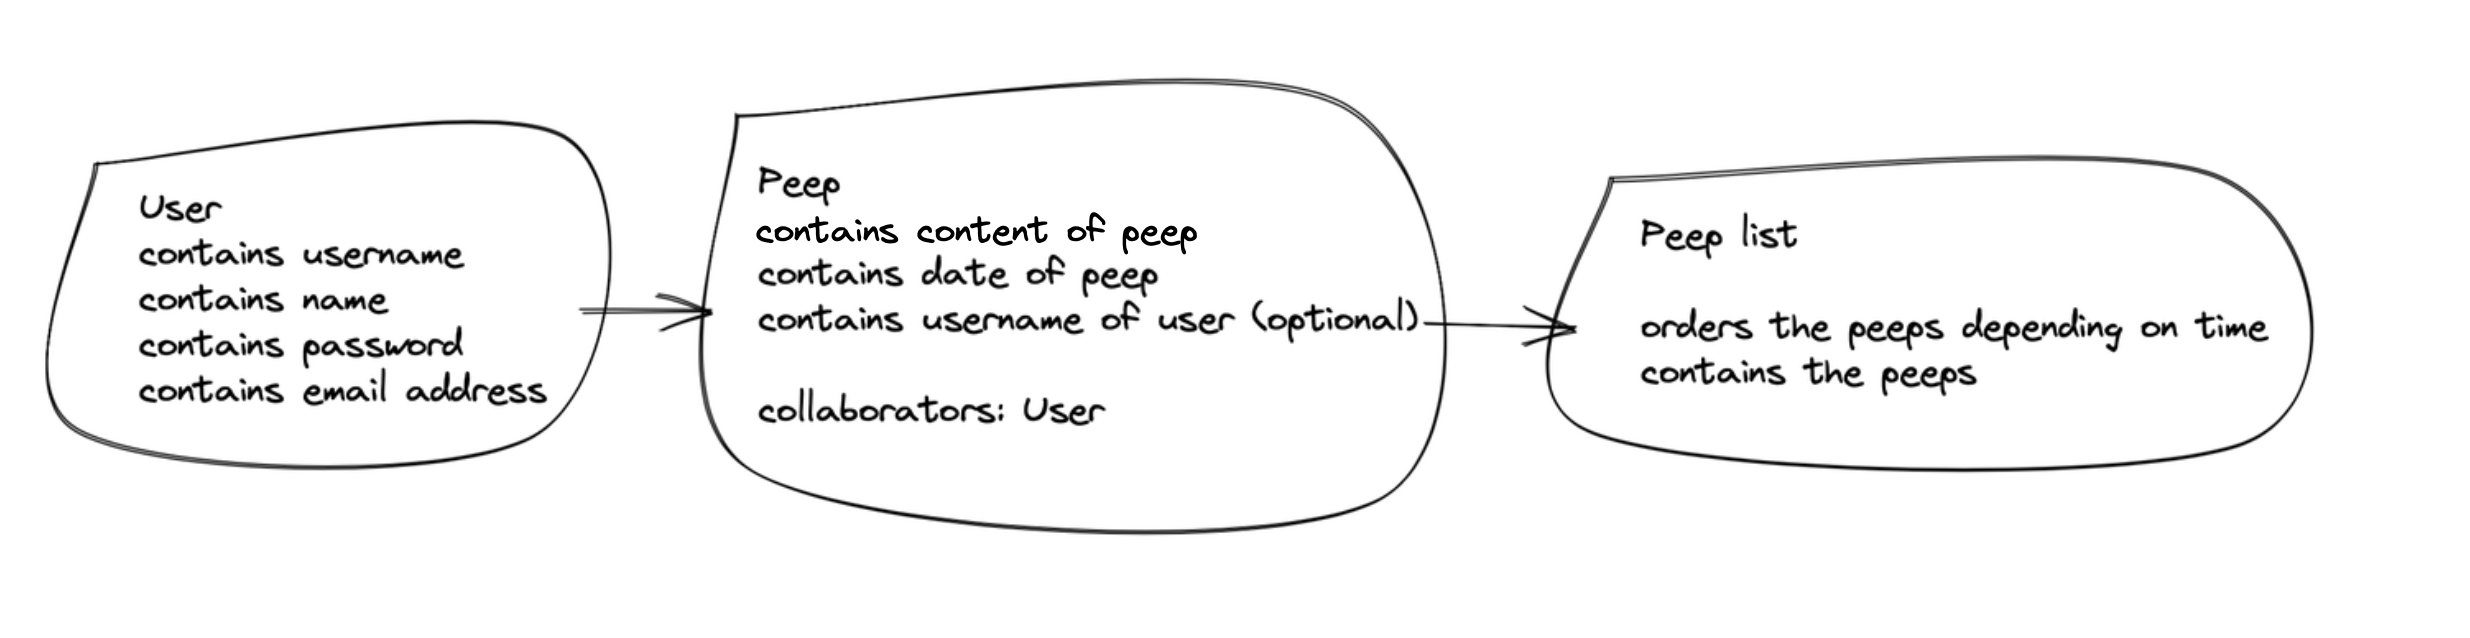 User
contains username
contains name
contains password
contains email address
Peep
contains content of peep
contains date of peep
contains username of user (optional)
collaborators: User
Peep list
orders the peeps depending on time
contains the peeps